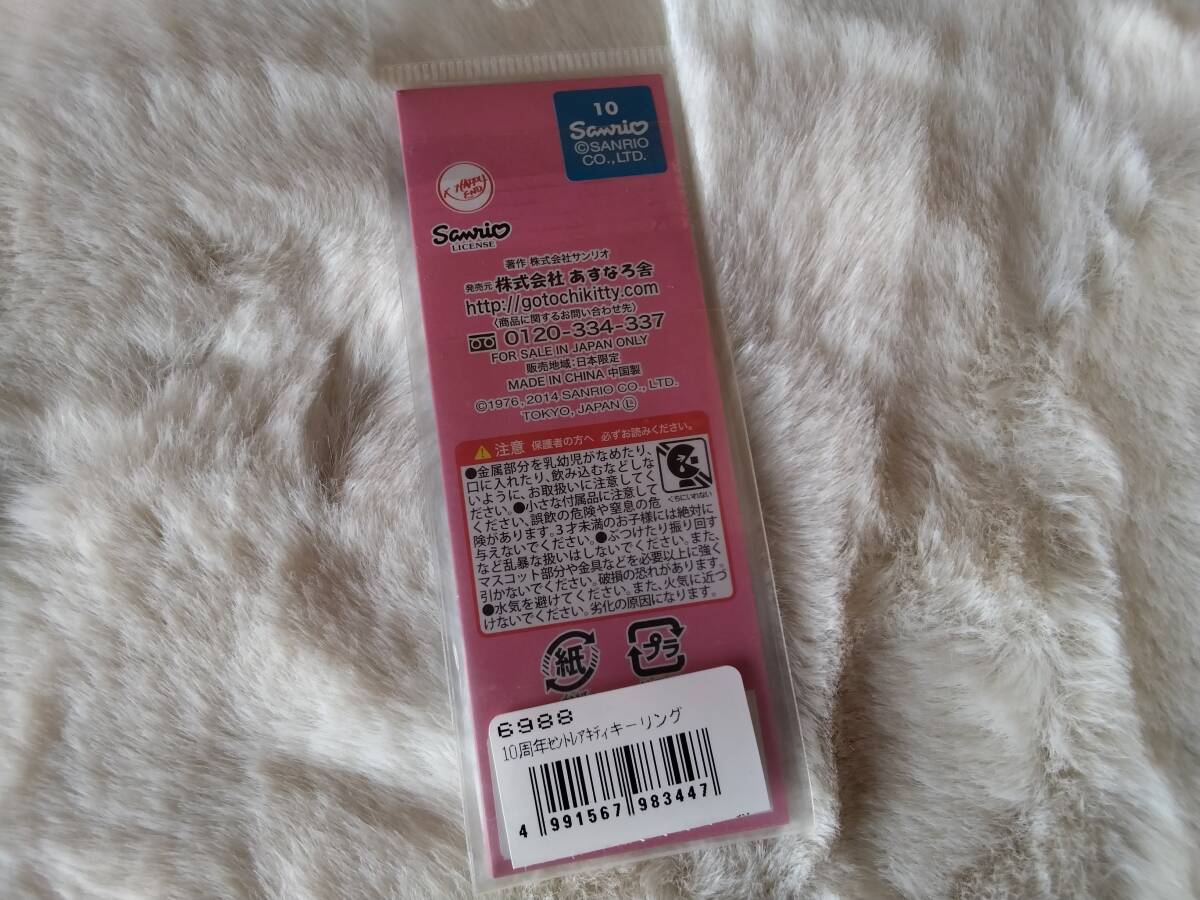 10
Sanrio
©SANRIO
CO.,LTD.
HAPPY
END
Sanrio
LICENSE
著作 株式会社サンリオ
発売元 株式会社 あすなろ舎
http://gotochikitty.com
〈商品に関するお問い合わせ先〉
0120-334-337
FOR SALE IN JAPAN ONLY
販売地域:日本限定
MADE IN CHINA 中国製
©1976, 2014 SANRIO CO., LTD.
TOKYO, JAPAN Ⓛ
注意 保護者の方へ 必ずお読みください。
●金属部分を乳幼児がなめたり、
口に入れたり、飲み込むなどしな
いように、お取扱いに注意してく
ださい。●小さな付属品に注意して
ください、誤飲の危険や窒息の危
険があります。3才未満のお子様には絶対に
与えないでください。●ぶつけたり振り回す
など乱暴な扱いはしないでください。また、
マスコット部分や金具などを必要以上に強く
引かないでください。破損の恐れがあります。
●水気を避けてください。また、火気に近づ
けないでください。劣化の原因になります。
くちにいれない
紙
プラ
6988
10周年セントレアキティキーリング
4 991567 983447